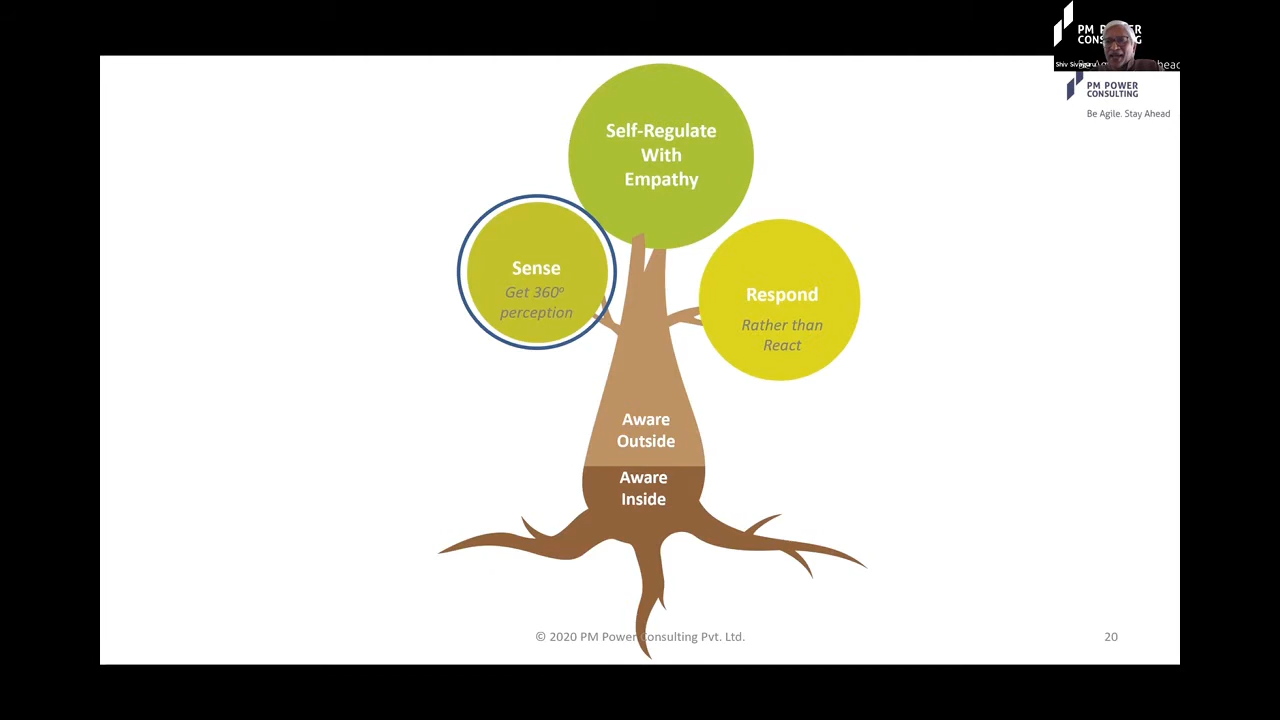 PM POWER
CONSULTING
Be Agile. Stay Ahead
Self-Regulate
With
Empathy
Sense
Get 360º
perception
Respond
Rather than
React
Aware
Outside
Aware
Inside
© 2020 PM Power Consulting Pvt. Ltd.
20